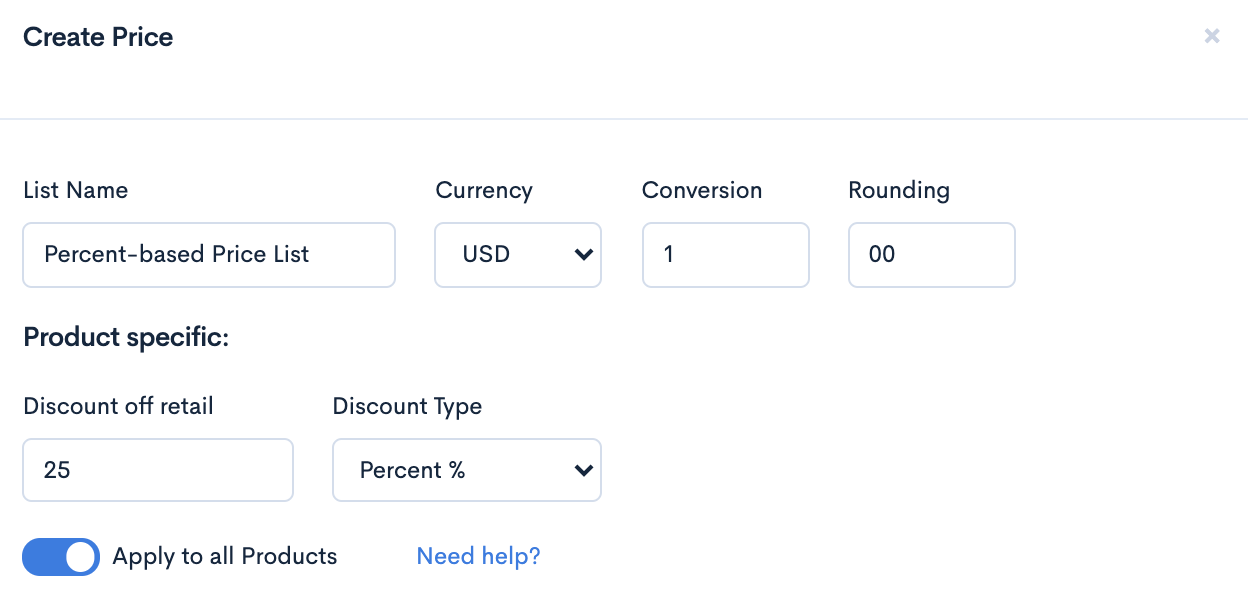 Create Price
×
List Name Currency Conversion Rounding
Percent-based Price List USD 1 00
Product specific:
Discount off retail Discount Type
25 Percent %
Apply to all Products Need help?